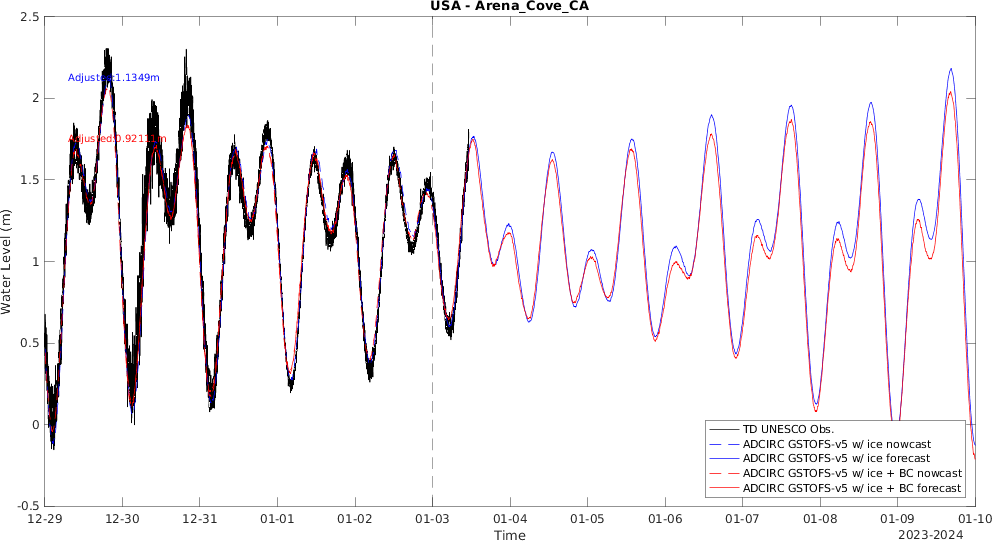 USA - Arena_Cove_CA
2.5
2
1.5
1
0.5
0
-0.5
Water Level (m)
Adjusted:1.1349m
12-29
12-30
12-31
01-01
01-02
01-03
01-04
01-05
01-06
01-07
01-08
01-09
01-10
Time
2023-2024
TD UNESCO Obs.
ADCIRC GSTOFS-v5 w/ ice nowcast
ADCIRC GSTOFS-v5 w/ ice forecast
ADCIRC GSTOFS-v5 w/ ice + BC nowcast
ADCIRC GSTOFS-v5 w/ ice + BC forecast